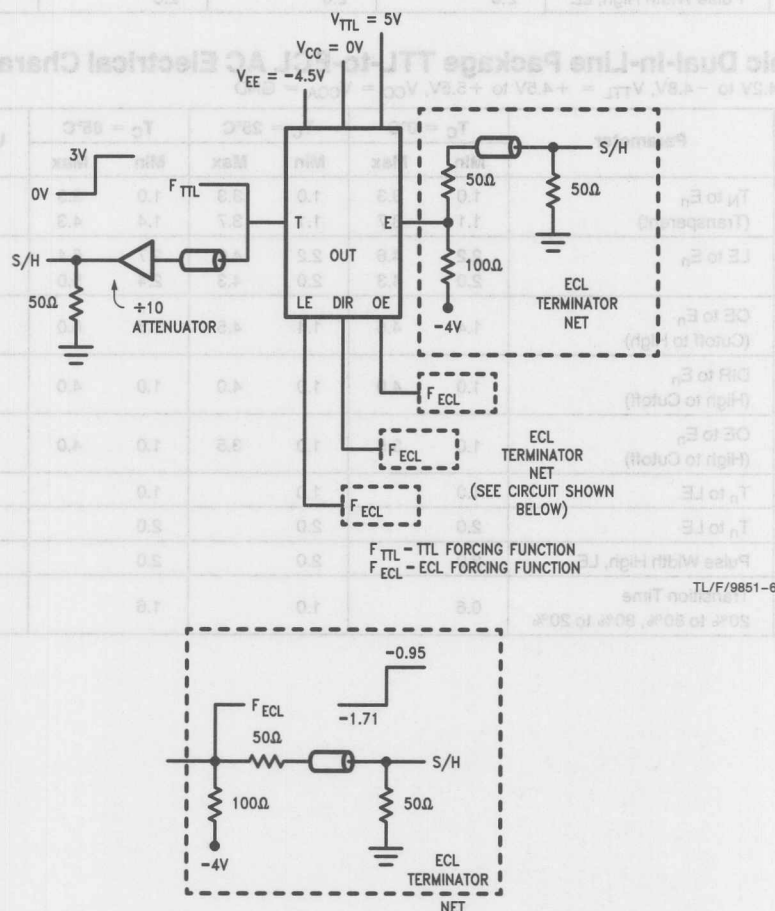 V_TTL = 5V
V_CC = 0V
V_EE = -4.5V
3V
0V
F_TTL
T
E
OUT
LE DIR OE
S/H
50Ω
÷10
ATTENUATOR
50Ω
S/H
50Ω
100Ω
-4V
ECL
TERMINATOR
NET
F_ECL
F_ECL
F_ECL
ECL
TERMINATOR
NET
(SEE CIRCUIT SHOWN
BELOW)
F_TTL - TTL FORCING FUNCTION
F_ECL - ECL FORCING FUNCTION
TL/F/9851-6
-0.95
F_ECL
-1.71
50Ω
S/H
100Ω
50Ω
-4V
ECL
TERMINATOR
NET